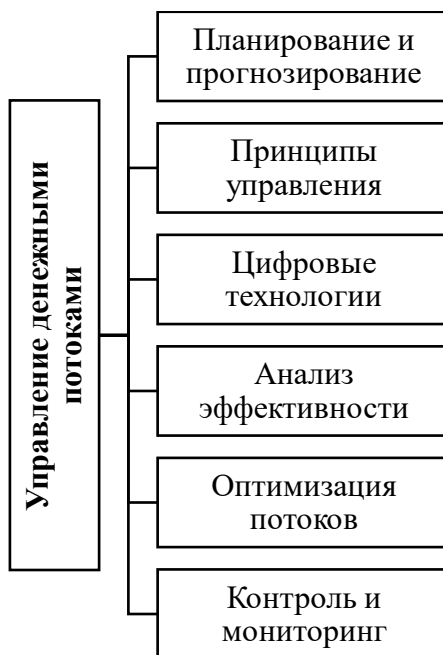 Управление денежными
потоками
Планирование и
прогнозирование
Принципы
управления
Цифровые
технологии
Анализ
эффективности
Оптимизация
потоков
Контроль и
мониторинг